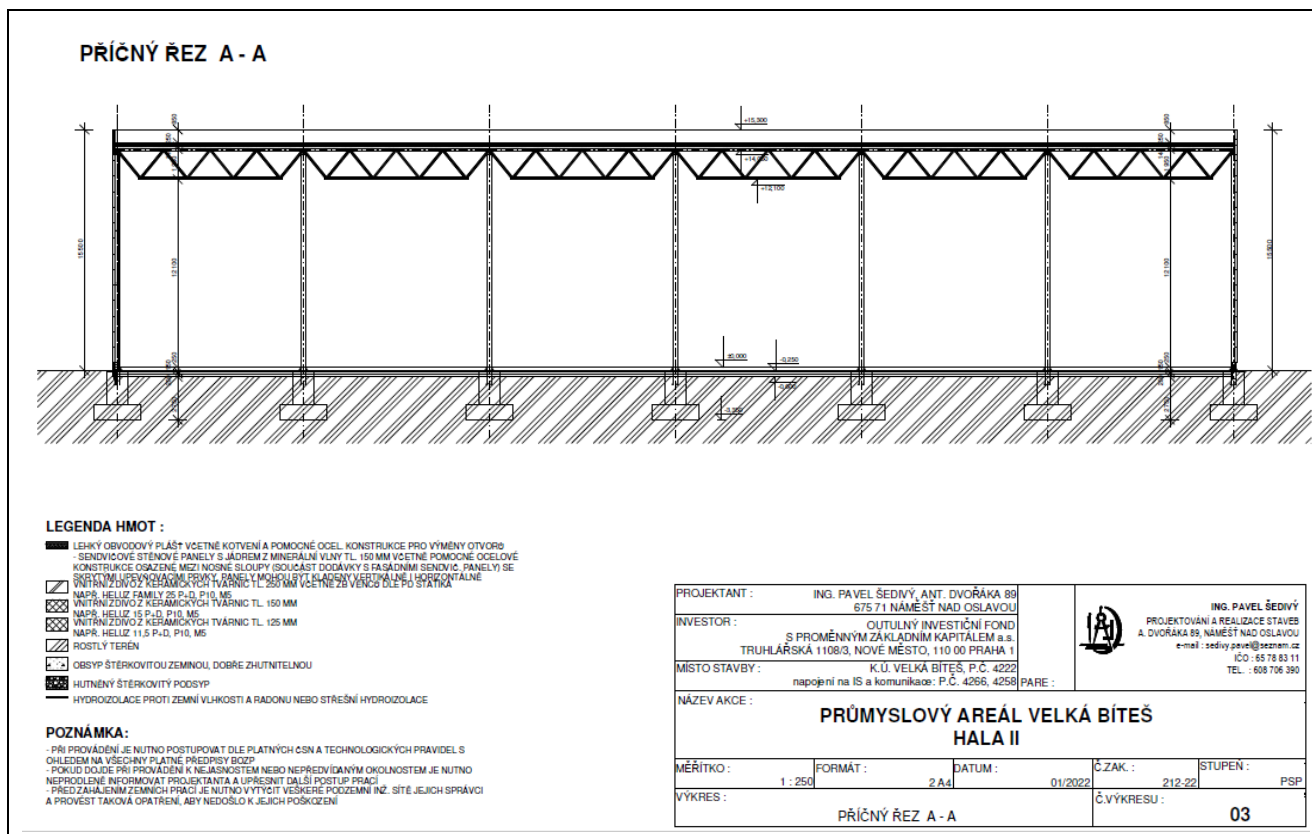 PŘÍČNÝ ŘEZ A - A
+15,300
+14,050
+12,100
15500
12100
12100
15500
±0,000
-0,250
LEGENDA HMOT :
LEHKÝ OBVODOVÝ PLÁŠŤ VČETNĚ KOTVENÍ A POMOCNÉ OCEL. KONSTRUKCE PRO VÝMĚNY OTVORŮ
- SENDVIČOVÉ STĚNOVÉ PANELY S JÁDREM Z MINERÁLNÍ VLNY TL. 150 MM VČETNĚ POMOCNÉ OCELOVÉ
KONSTRUKCE OSAZENÉ MEZI NOSNÉ SLOUPY (SOUČÁST DODÁVKY S FASÁDNÍMI SENDVIČ. PANELY) SE
SKRYTÝMI UPEVŇOVACÍMI PRVKY. PANELY MOHOU BÝT KLADENY VERTIKÁLNĚ I HORIZONTÁLNĚ
VNITŘNÍ ZDIVO Z KERAMICKÝCH TVÁRNIC TL. 250 MM VČETNĚ ŽB VĚNCŮ DLE PD STATIKA
NAPŘ. HELUZ FAMILY 25 P+D, P10, M5
VNITŘNÍ ZDIVO Z KERAMICKÝCH TVÁRNIC TL. 150 MM
NAPŘ. HELUZ 15 P+D, P10, M5
VNITŘNÍ ZDIVO Z KERAMICKÝCH TVÁRNIC TL. 125 MM
NAPŘ. HELUZ 11,5 P+D, P10, M5
ROSTLÝ TERÉN
OBSYP ŠTĚRKOVITOU ZEMINOU, DOBŘE ZHUTNITELNOU
HUTNĚNÝ ŠTĚRKOVITÝ PODSYP
HYDROIZOLACE PROTI ZEMNÍ VLHKOSTI A RADONU NEBO STŘEŠNÍ HYDROIZOLACE
POZNÁMKA:
- PŘI PROVÁDĚNÍ JE NUTNO POSTUPOVAT DLE PLATNÝCH ČSN A TECHNOLOGICKÝCH PRAVIDEL S
OHLEDEM NA VŠECHNY PLATNÉ PŘEDPISY BOZP
- POKUD DOJDE PŘI PROVÁDĚNÍ K NEJASNOSTEM NEBO NEPŘEDVÍDANÝM OKOLNOSTEM JE NUTNO
NEPRODLENĚ INFORMOVAT PROJEKTANTA A UPŘESNIT DALŠÍ POSTUP PRACÍ
- PŘED ZAHÁJENÍM ZEMNÍCH PRACÍ JE NUTNO VYTÝČIT VEŠKERÉ PODZEMNÍ INŽ. SÍTĚ JEJICH SPRÁVCI
A PROVÉST TAKOVÁ OPATŘENÍ, ABY NEDOŠLO K JEJICH POŠKOZENÍ
PROJEKTANT : ING. PAVEL ŠEDIVÝ, ANT. DVOŘÁKA 89
675 71 NÁMĚŠŤ NAD OSLAVOU
INVESTOR : OUTULNÝ INVESTIČNÍ FOND
S PROMĚNNÝM ZÁKLADNÍM KAPITÁLEM a.s.
TRUHLÁŘSKÁ 1108/3, NOVÉ MĚSTO, 110 00 PRAHA 1
MÍSTO STAVBY : K.Ú. VELKÁ BÍTEŠ, P.Č. 4222
napojení na IS a komunikace: P.Č. 4266, 4258 PARE :
ING. PAVEL ŠEDIVÝ
PROJEKTOVÁNÍ A REALIZACE STAVEB
A. DVOŘÁKA 89, NÁMĚŠŤ NAD OSLAVOU
e-mail : sedivy.pavel@seznam.cz
IČO : 65 78 83 11
TEL. : 608 706 390
NÁZEV AKCE :
PRŮMYSLOVÝ AREÁL VELKÁ BÍTEŠ
HALA II
MĚŘÍTKO : 1 : 250
FORMÁT : 2 A4
DATUM : 01/2022
Č.ZAK. : 212-22
STUPEŇ : PSP
VÝKRES : PŘÍČNÝ ŘEZ A - A
Č.VÝKRESU : 03